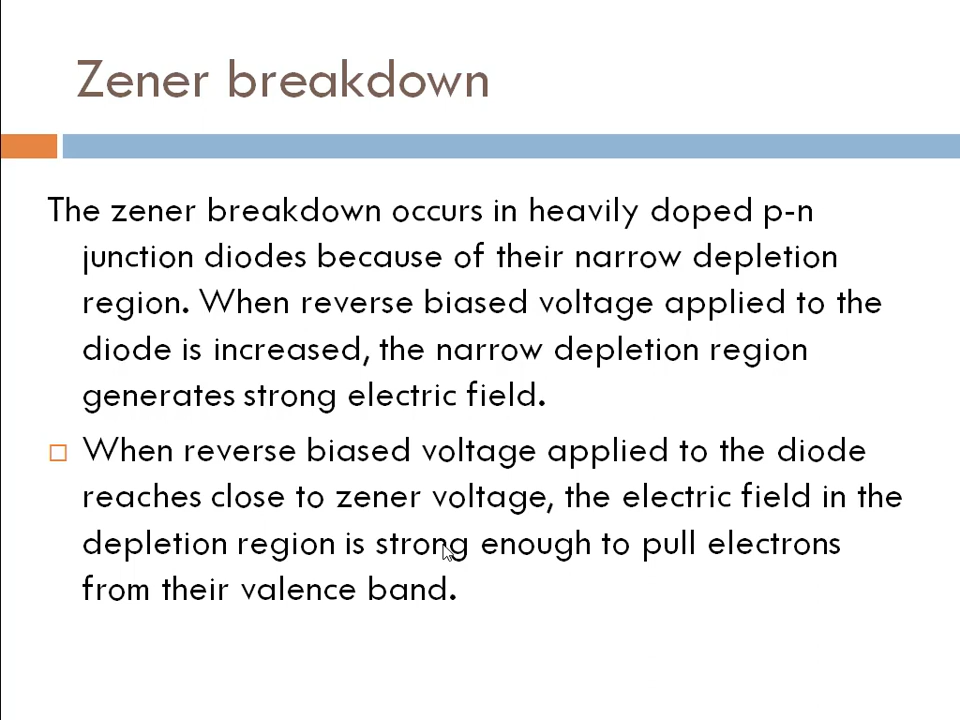 Zener breakdown
The zener breakdown occurs in heavily doped p-n
junction diodes because of their narrow depletion
region. When reverse biased voltage applied to the
diode is increased, the narrow depletion region
generates strong electric field.
When reverse biased voltage applied to the diode
reaches close to zener voltage, the electric field in the
depletion region is strong enough to pull electrons
from their valence band.